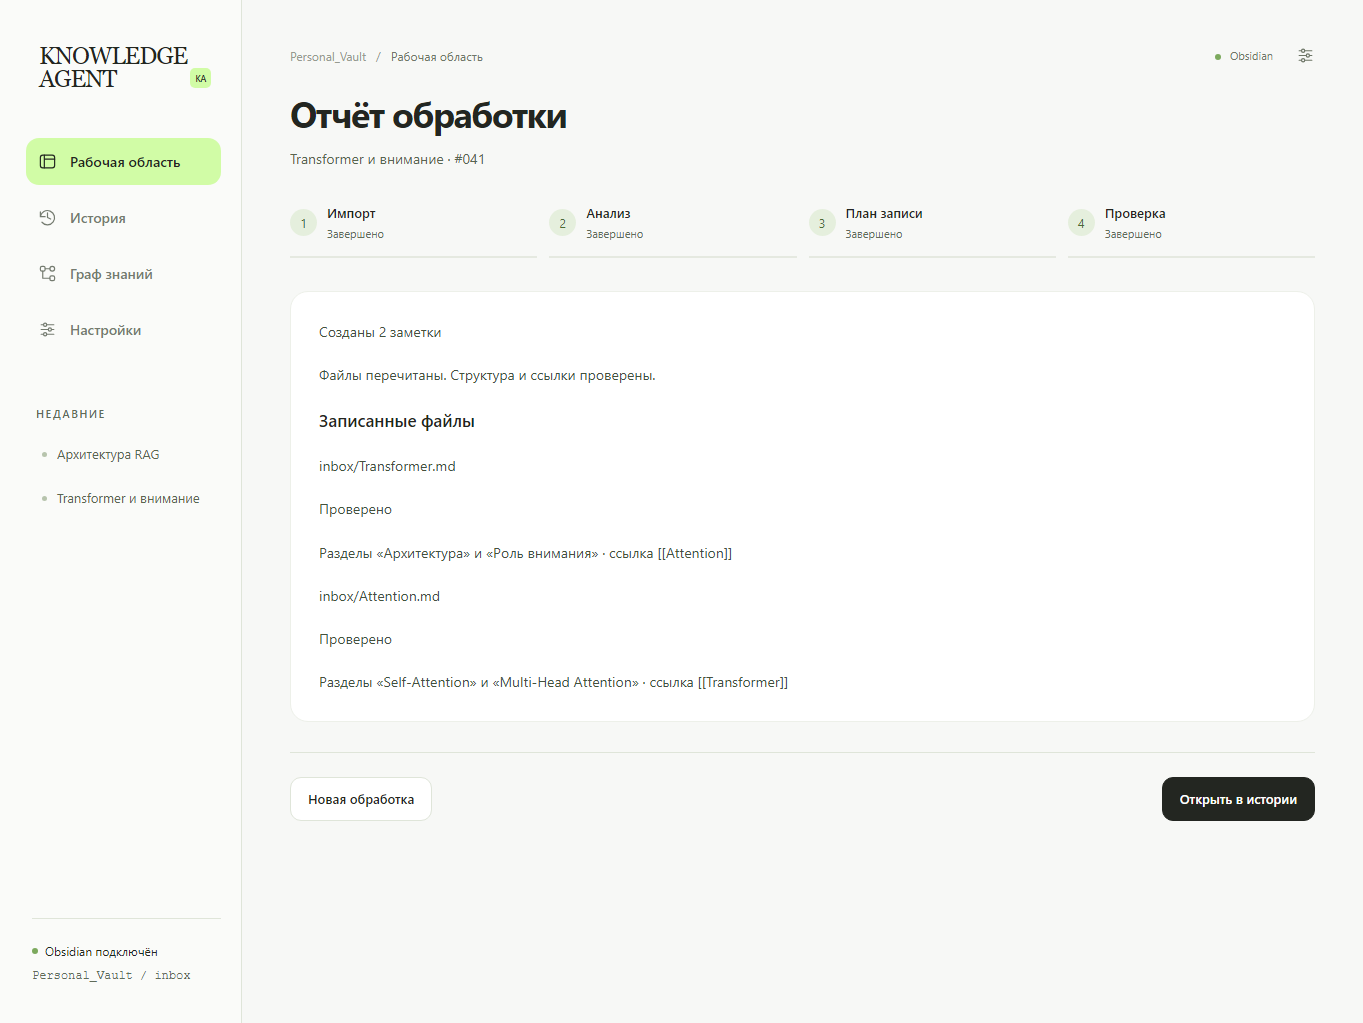 KNOWLEDGE
AGENT
KA
Рабочая область
История
Граф знаний
Настройки
НЕДАВНИЕ
Архитектура RAG
Transformer и внимание
Obsidian подключён
Personal_Vault / inbox
Personal_Vault / Рабочая область
Obsidian
Отчёт обработки
Transformer и внимание · #041
1 Импорт
Завершено
2 Анализ
Завершено
3 План записи
Завершено
4 Проверка
Завершено
Созданы 2 заметки
Файлы перечитаны. Структура и ссылки проверены.
Записанные файлы
inbox/Transformer.md
Проверено
Разделы «Архитектура» и «Роль внимания» · ссылка [[Attention]]
inbox/Attention.md
Проверено
Разделы «Self-Attention» и «Multi-Head Attention» · ссылка [[Transformer]]
Новая обработка
Открыть в истории